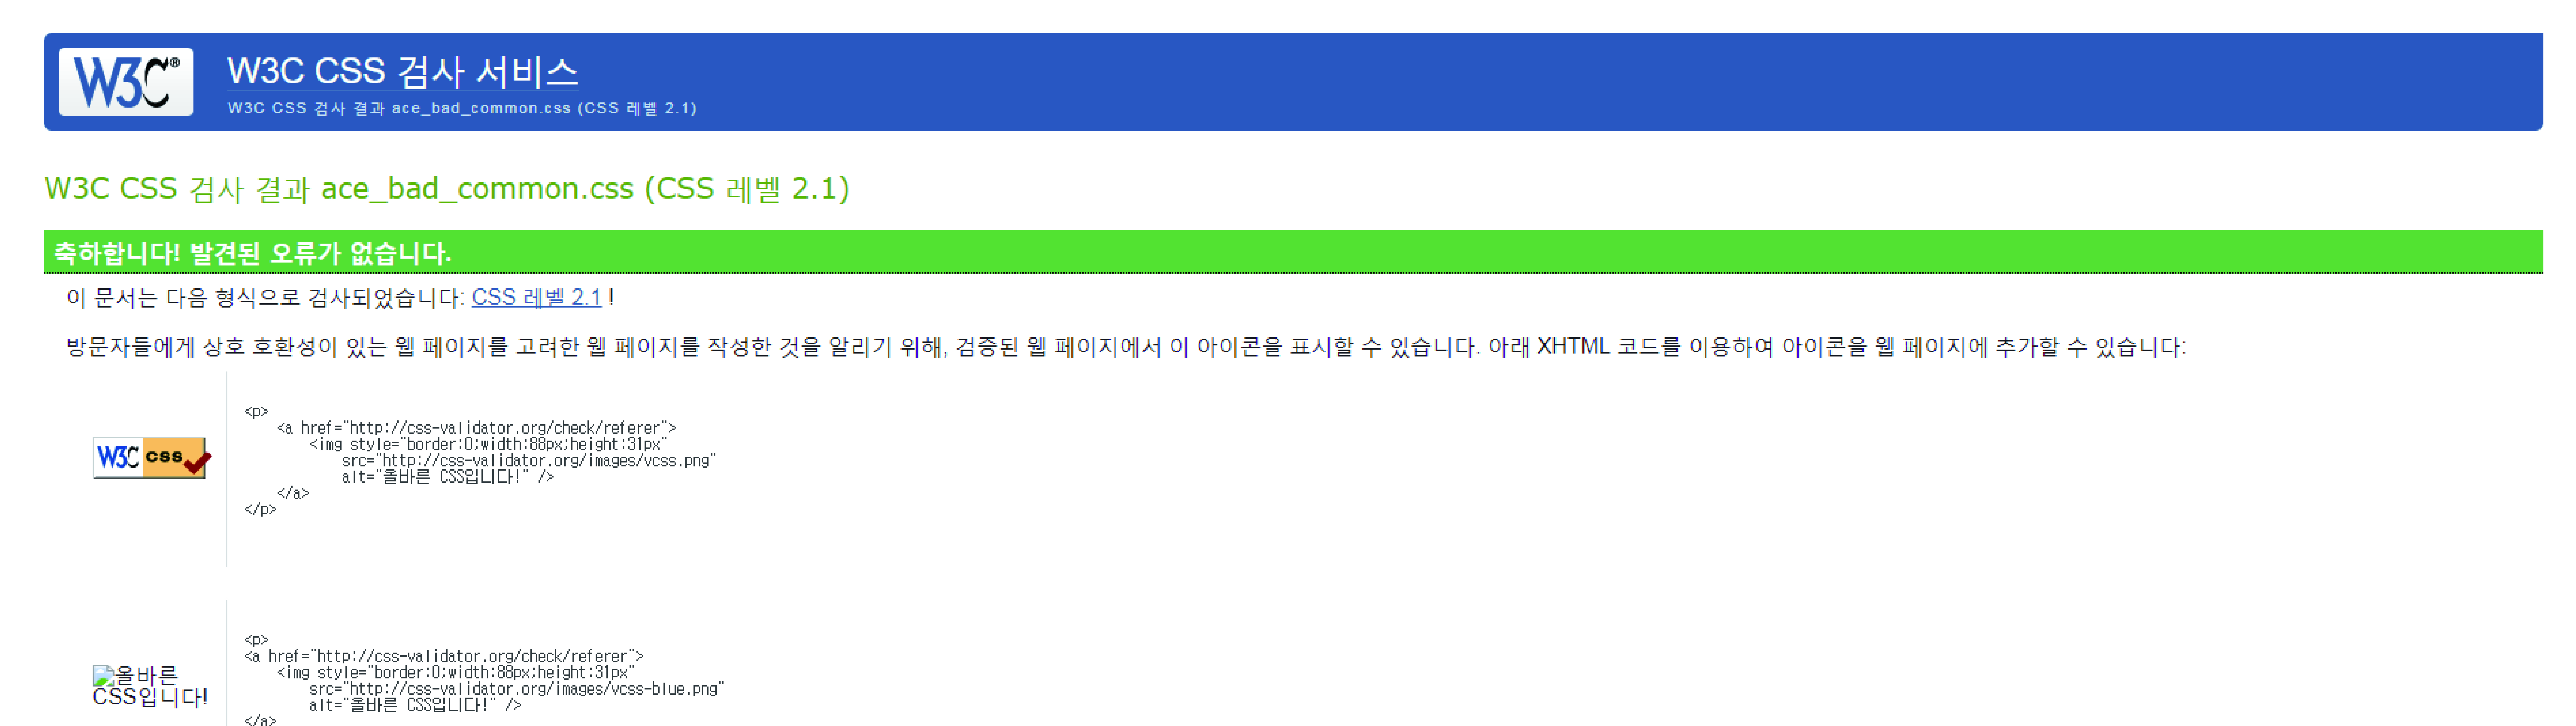 W3C®
W3C CSS 검사 서비스
W3C CSS 검사 결과 ace_bad_common.css (CSS 레벨 2.1)
W3C CSS 검사 결과 ace_bad_common.css (CSS 레벨 2.1)
축하합니다! 발견된 오류가 없습니다.
이 문서는 다음 형식으로 검사되었습니다: CSS 레벨 2.1 !
방문자들에게 상호 호환성이 있는 웹 페이지를 고려한 웹 페이지를 작성한 것을 알리기 위해, 검증된 웹 페이지에서 이 아이콘을 표시할 수 있습니다. 아래 XHTML 코드를 이용하여 아이콘을 웹 페이지에 추가할 수 있습니다:
W3C css
<p>
<a href="http://css-validator.org/check/referer">
<img style="border:0;width:88px;height:31px"
src="http://css-validator.org/images/vcss.png"
alt="올바른 CSS입니다!" />
</a>
</p>
올바른
CSS입니다!
<p>
<a href="http://css-validator.org/check/referer">
<img style="border:0;width:88px;height:31px"
src="http://css-validator.org/images/vcss-blue.png"
alt="올바른 CSS입니다!" />
</a>